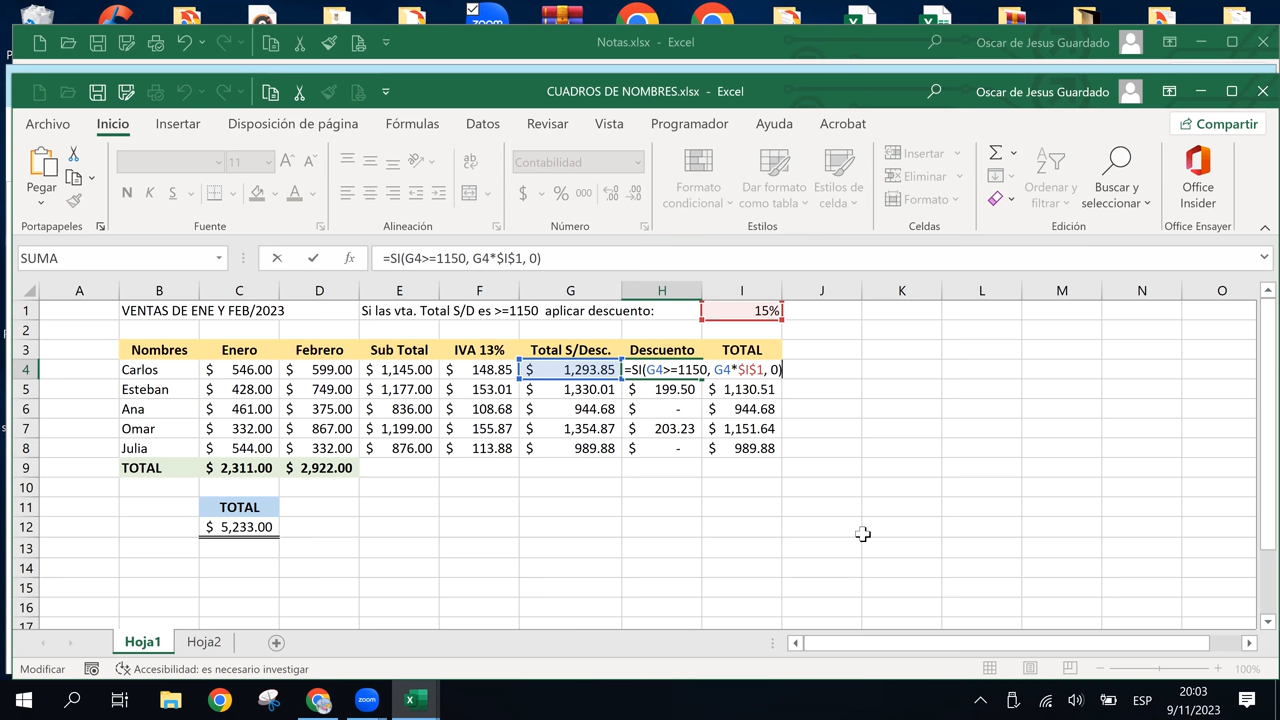 zoom
Notas.xlsx - Excel
Oscar de Jesus Guardado
CUADROS DE NOMBRES.xlsx - Excel
Oscar de Jesus Guardado
Archivo Inicio Insertar Disposición de página Fórmulas Datos Revisar Vista Programador Ayuda Acrobat
Compartir
Pegar
Portapapeles
11
N K S
Fuente
Alineación
Contabilidad
$ % 000
Número
Formato condicional
Dar formato como tabla
Estilos de celda
Estilos
Insertar
Eliminar
Formato
Celdas
Ordenar y filtrar
Buscar y seleccionar
Edición
Office Insider
Office Ensayer
SUMA
fx
=SI(G4>=1150, G4*$I$1, 0)
A B C D E F G H I J K L M N O
1 VENTAS DE ENE Y FEB/2023 Si las vta. Total S/D es >=1150 aplicar descuento: 15%
2
3 Nombres Enero Febrero Sub Total IVA 13% Total S/Desc. Descuento TOTAL
4 Carlos $ 546.00 $ 599.00 $ 1,145.00 $ 148.85 $ 1,293.85 =SI(G4>=1150, G4*$I$1, 0)
5 Esteban $ 428.00 $ 749.00 $ 1,177.00 $ 153.01 $ 1,330.01 $ 199.50 $ 1,130.51
6 Ana $ 461.00 $ 375.00 $ 836.00 $ 108.68 $ 944.68 $ - $ 944.68
7 Omar $ 332.00 $ 867.00 $ 1,199.00 $ 155.87 $ 1,354.87 $ 203.23 $ 1,151.64
8 Julia $ 544.00 $ 332.00 $ 876.00 $ 113.88 $ 989.88 $ - $ 989.88
9 TOTAL $ 2,311.00 $ 2,922.00
10
11 TOTAL
12 $ 5,233.00
13
14
15
16
17
Hoja1 Hoja2
Modificar
Accesibilidad: es necesario investigar
100%
zoom
ESP
20:03
9/11/2023